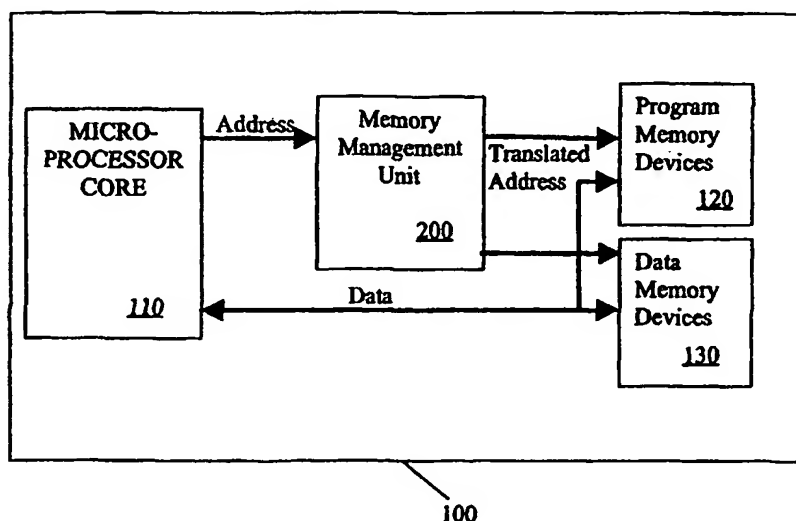 MICRO-
PROCESSOR
CORE
110
Address
Memory
Management
Unit
200
Translated
Address
Program
Memory
Devices
120
Data
Data
Memory
Devices
130
100